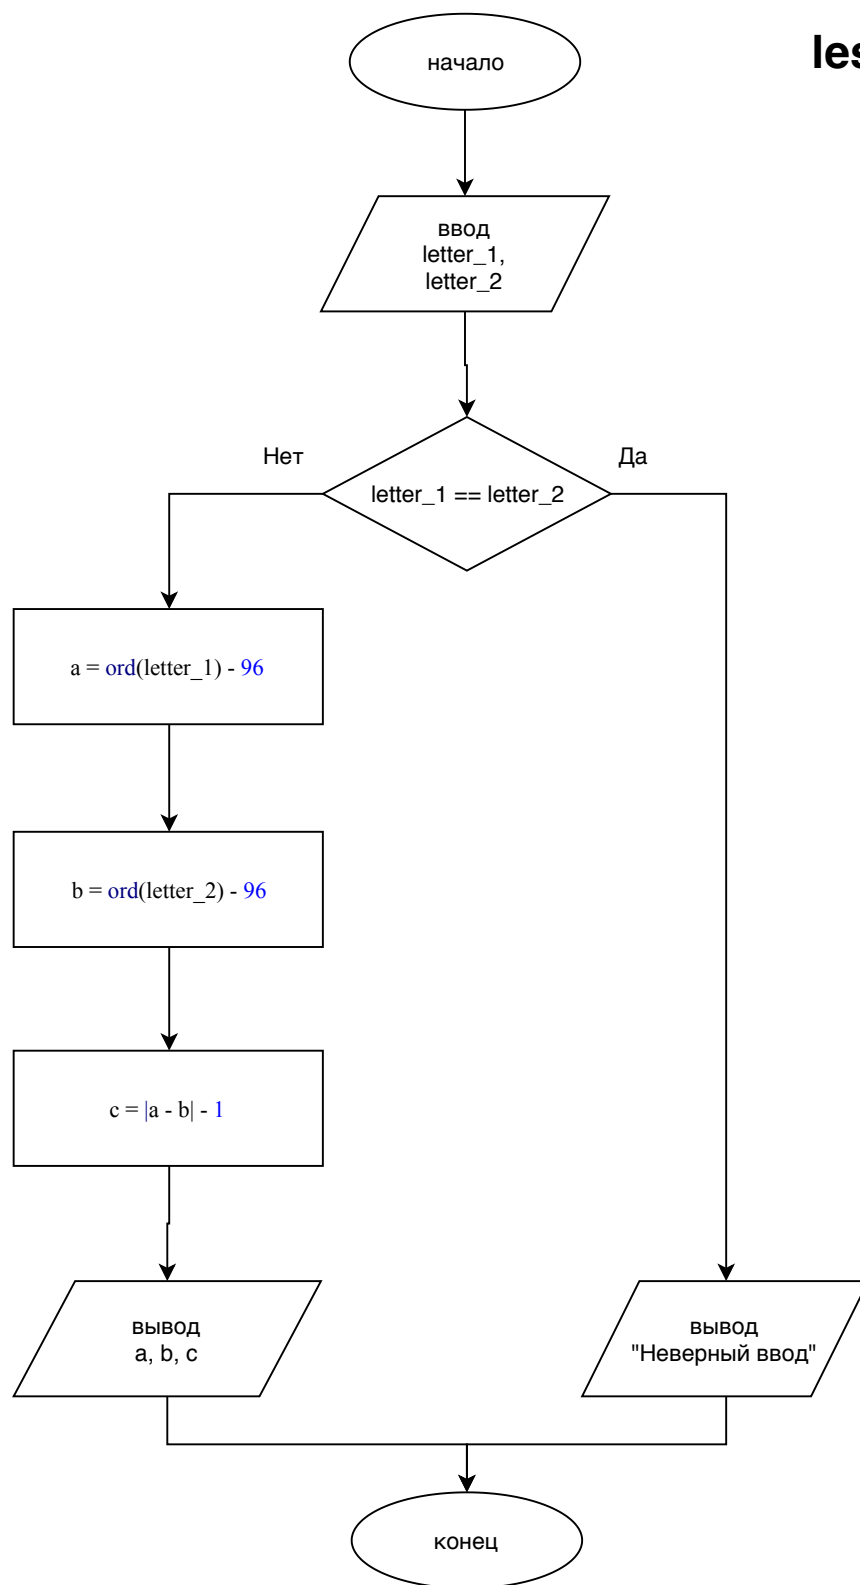 начало
les
ввод
letter_1,
letter_2
Нет
Да
letter_1 == letter_2
a = ord(letter_1) - 96
b = ord(letter_2) - 96
c = |a - b| - 1
вывод
a, b, c
вывод
"Неверный ввод"
конец